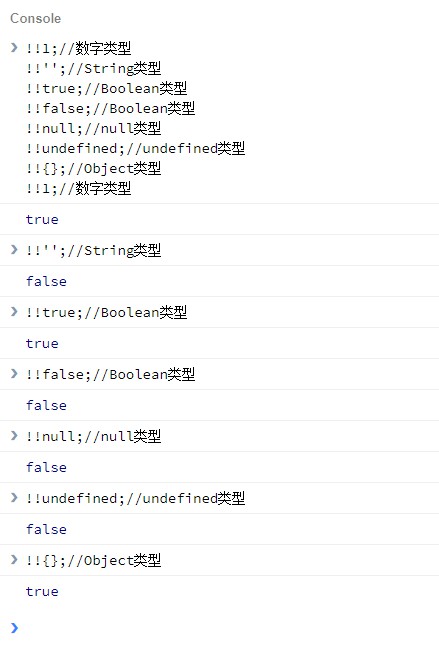 Console
!!1;//数字类型
!!'';//String类型
!!true;//Boolean类型
!!false;//Boolean类型
!!null;//null类型
!!undefined;//undefined类型
!!{};//Object类型
!!1;//数字类型
true
!!'';//String类型
false
!!true;//Boolean类型
true
!!false;//Boolean类型
false
!!null;//null类型
false
!!undefined;//undefined类型
false
!!{};//Object类型
true